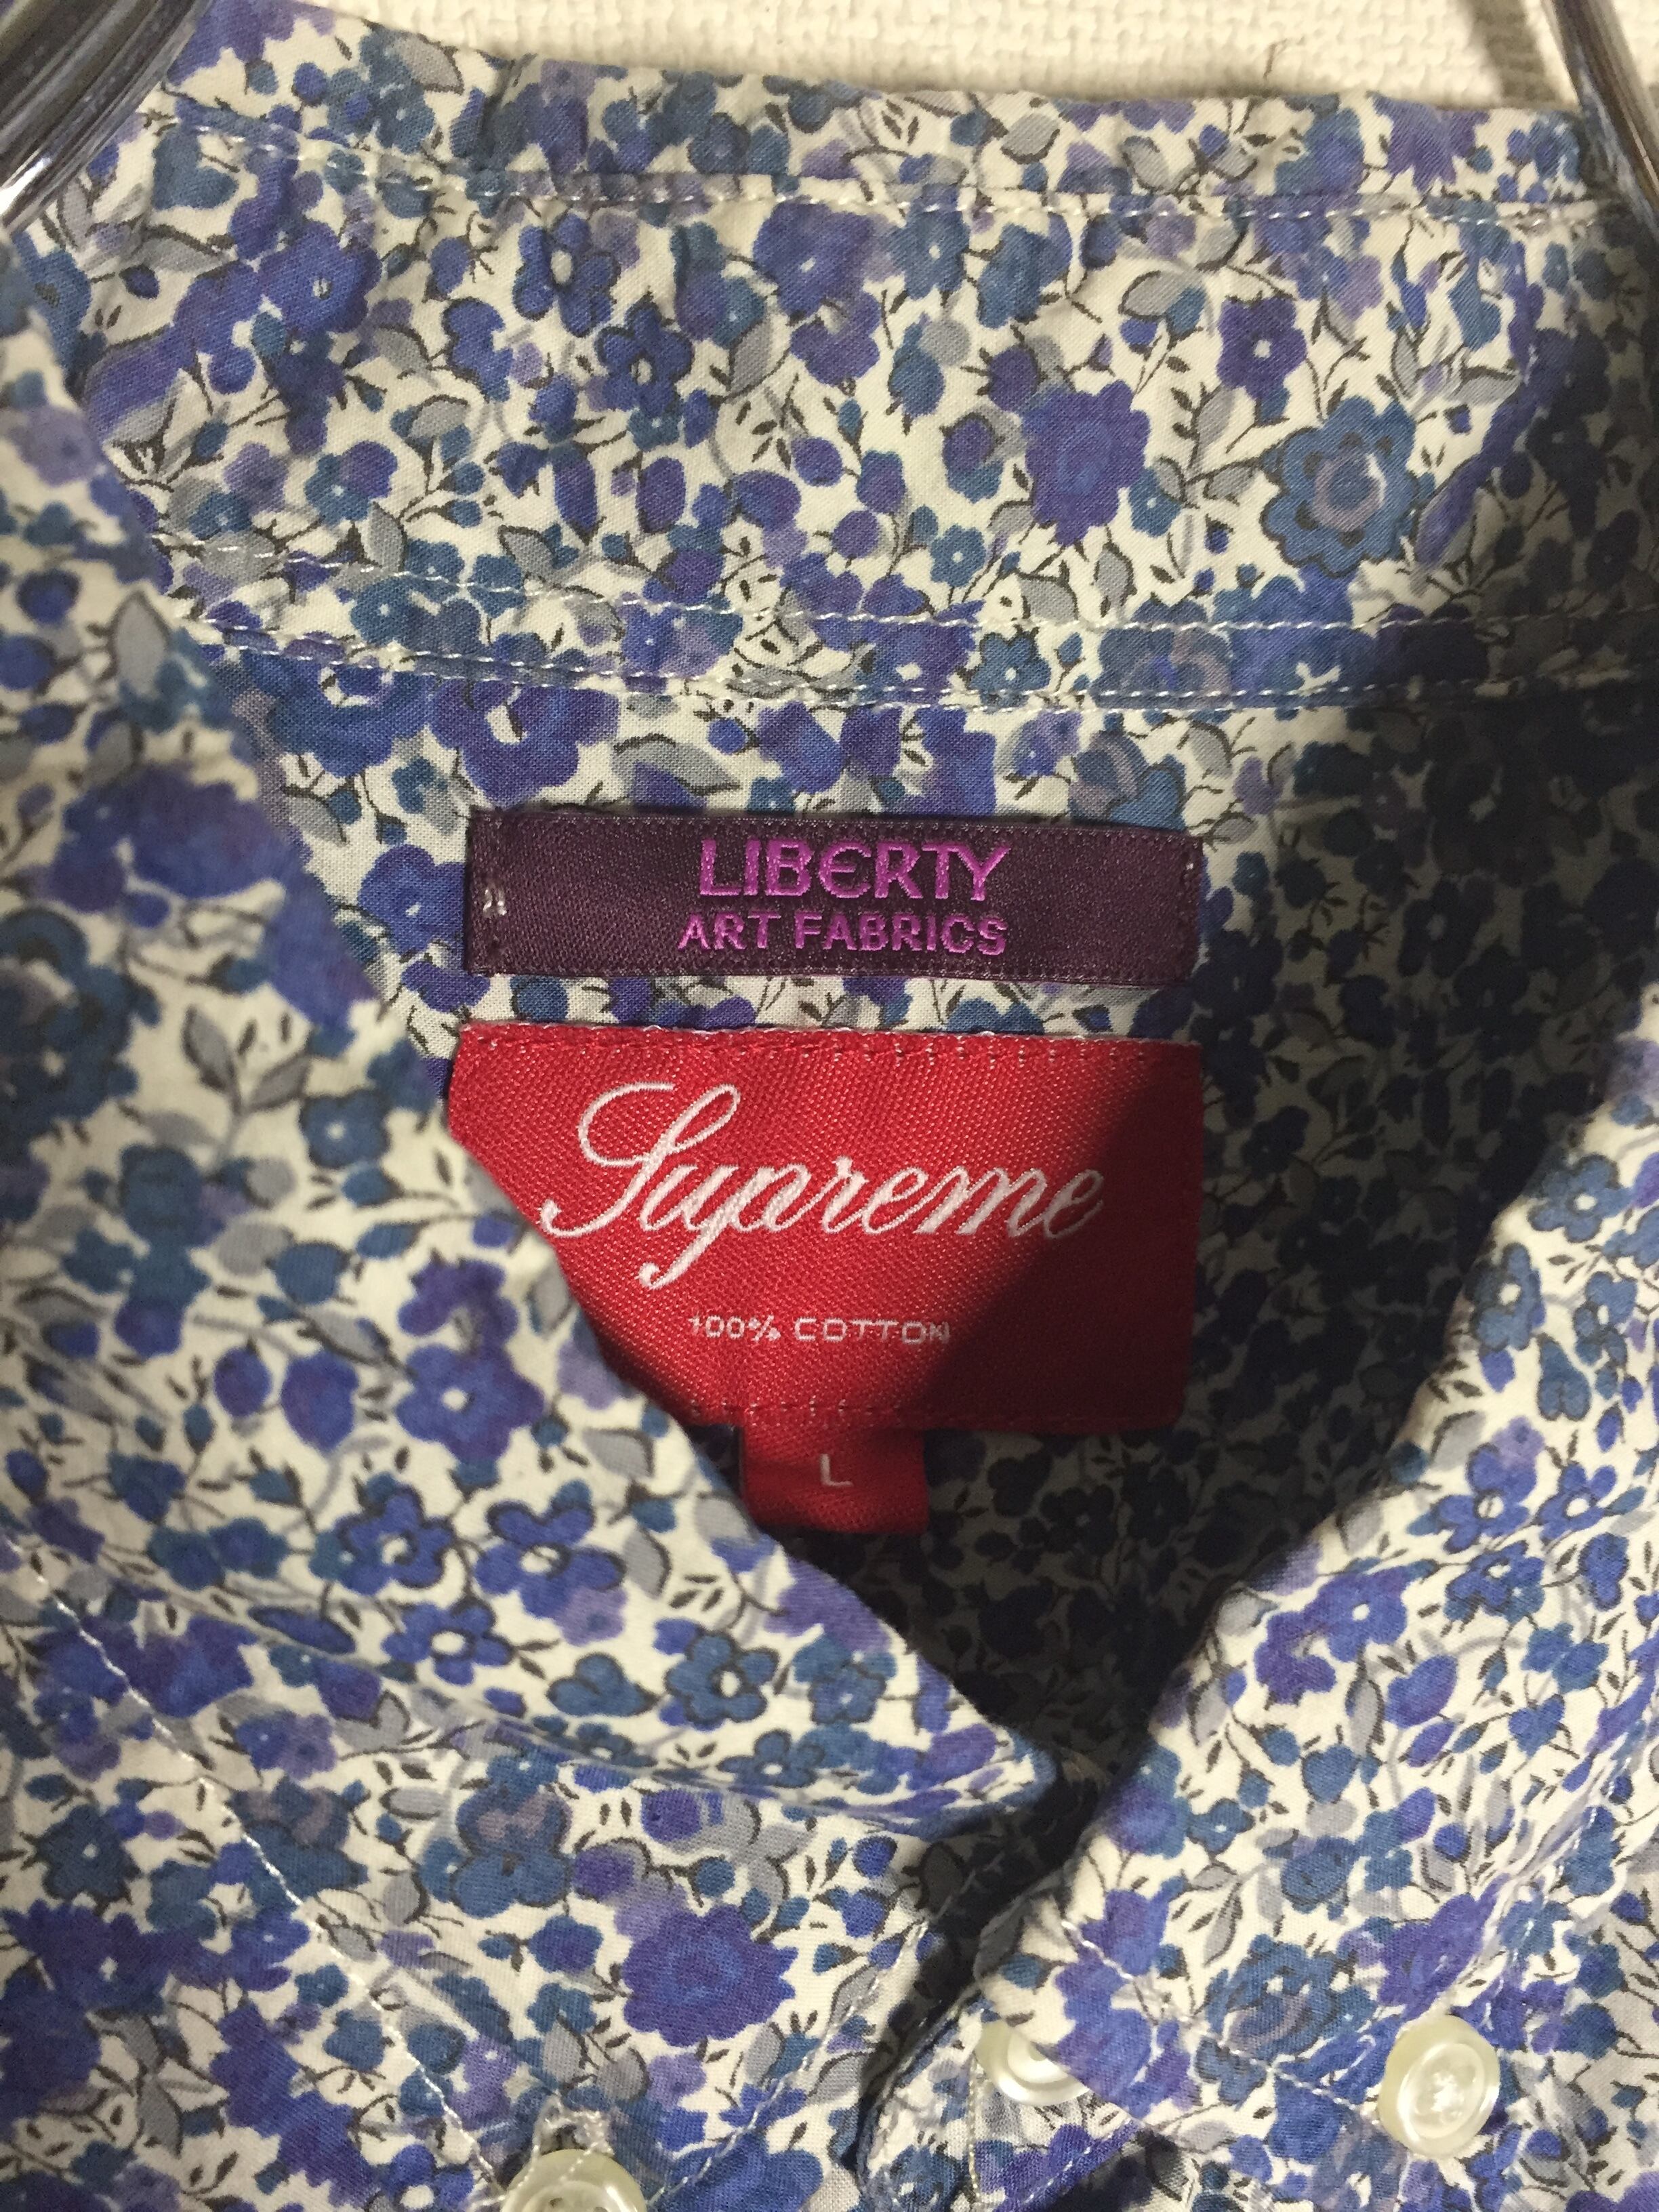 LIBERTY
ART FABRICS
Supreme
100% COTTON
L